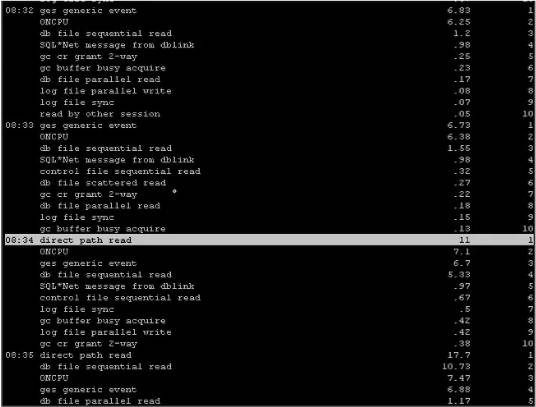 08:32 ges generic event 6.83 1
ONCPU 6.25 2
db file sequential read 1.2 3
SQL*Net message from dblink .98 4
gc cr grant 2-way .25 5
gc buffer busy acquire .23 6
db file parallel read .17 7
log file parallel write .08 8
log file sync .07 9
read by other session .05 10
08:33 ges generic event 6.73 1
ONCPU 6.38 2
db file sequential read 1.55 3
SQL*Net message from dblink .98 4
control file sequential read .32 5
db file scattered read .27 6
gc cr grant 2-way .22 7
db file parallel read .18 8
log file sync .15 9
gc buffer busy acquire .13 10
08:34 direct path read 11 1
ONCPU 7.1 2
ges generic event 6.7 3
db file sequential read 5.33 4
SQL*Net message from dblink .97 5
control file sequential read .67 6
log file sync .5 7
gc buffer busy acquire .42 8
log file parallel write .42 9
gc cr grant 2-way .38 10
08:35 direct path read 17.7 1
db file sequential read 10.73 2
ONCPU 7.47 3
ges generic event 6.88 4
db file parallel read 1.17 5